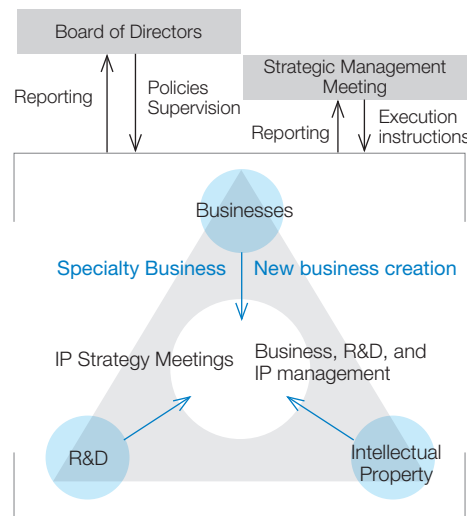 Board of Directors
Strategic Management
Meeting
Reporting
Policies
Supervision
Reporting
Execution
instructions
Businesses
Specialty Business
New business creation
IP Strategy Meetings
Business, R&D, and
IP management
R&D
Intellectual
Property